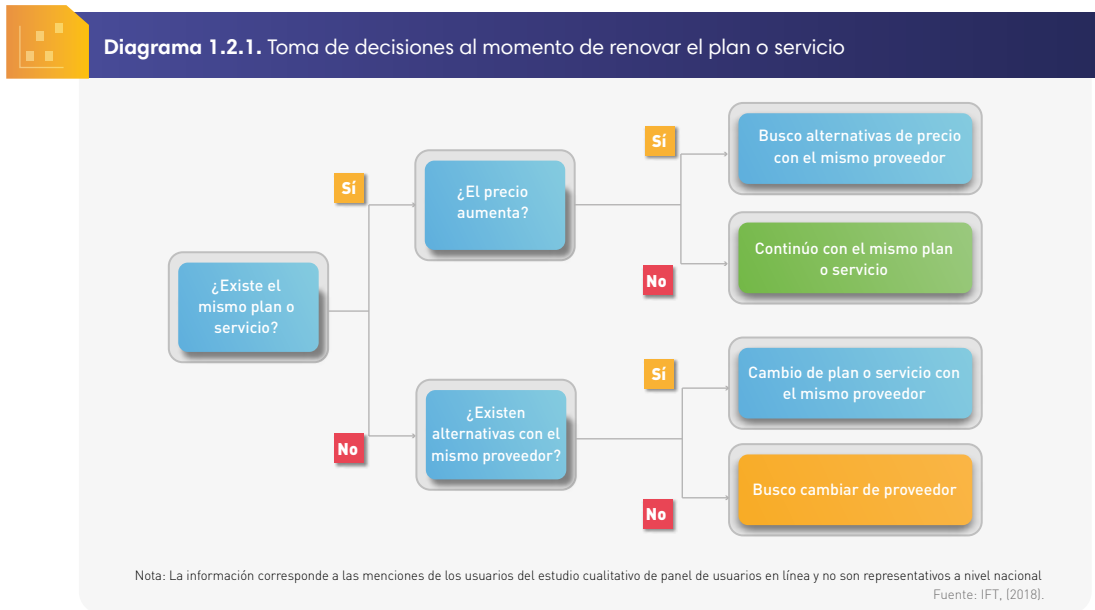 Diagrama 1.2.1. Toma de decisiones al momento de renovar el plan o servicio
¿Existe el
mismo plan o
servicio?
Sí
¿El precio
aumenta?
Sí
Busco alternativas de precio
con el mismo proveedor
No
Continúo con el mismo plan
o servicio
No
¿Existen
alternativas con el
mismo proveedor?
Sí
Cambio de plan o servicio con
el mismo proveedor
No
Busco cambiar de proveedor
Nota: La información corresponde a las menciones de los usuarios del estudio cualitativo de panel de usuarios en línea y no son representativos a nivel nacional
Fuente: IFT, (2018).